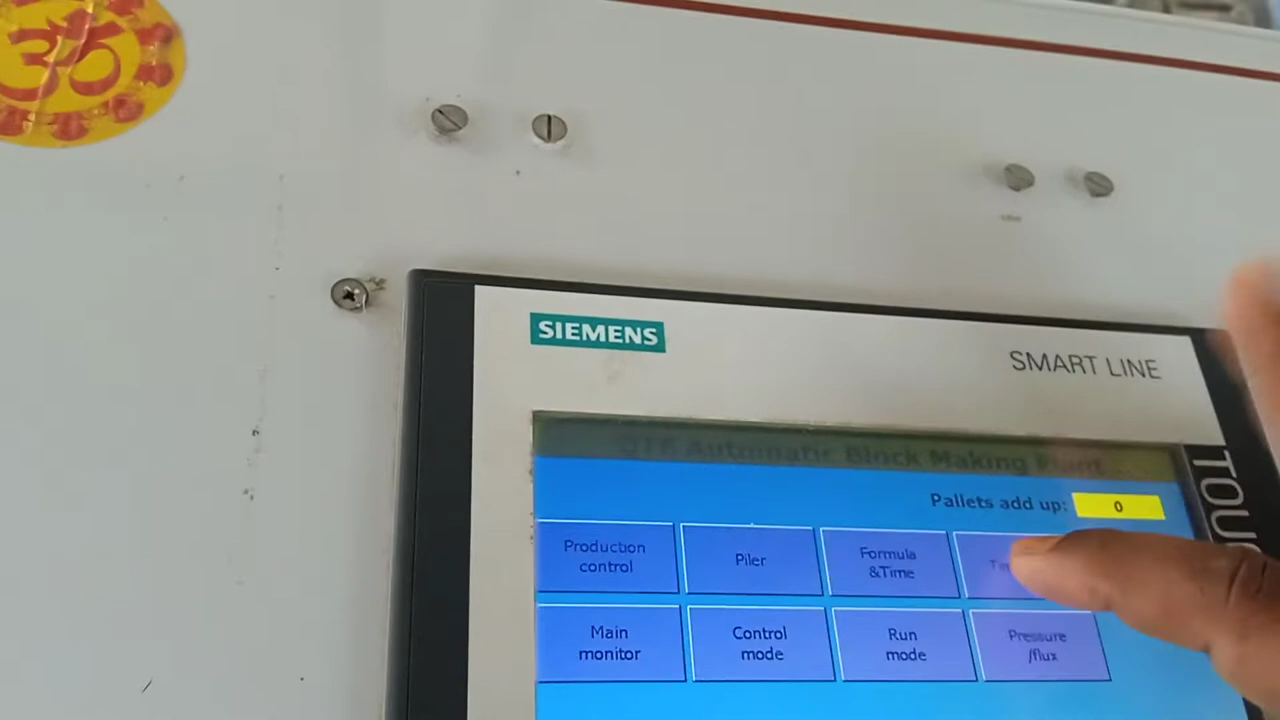 ॐ
SIEMENS
SMART LINE
QT6 Automatic Block Making Plant
Pallets add up: 0
Production
control
Piler
Formula
&Time
Main
monitor
Control
mode
Run
mode
Pressure
/flux